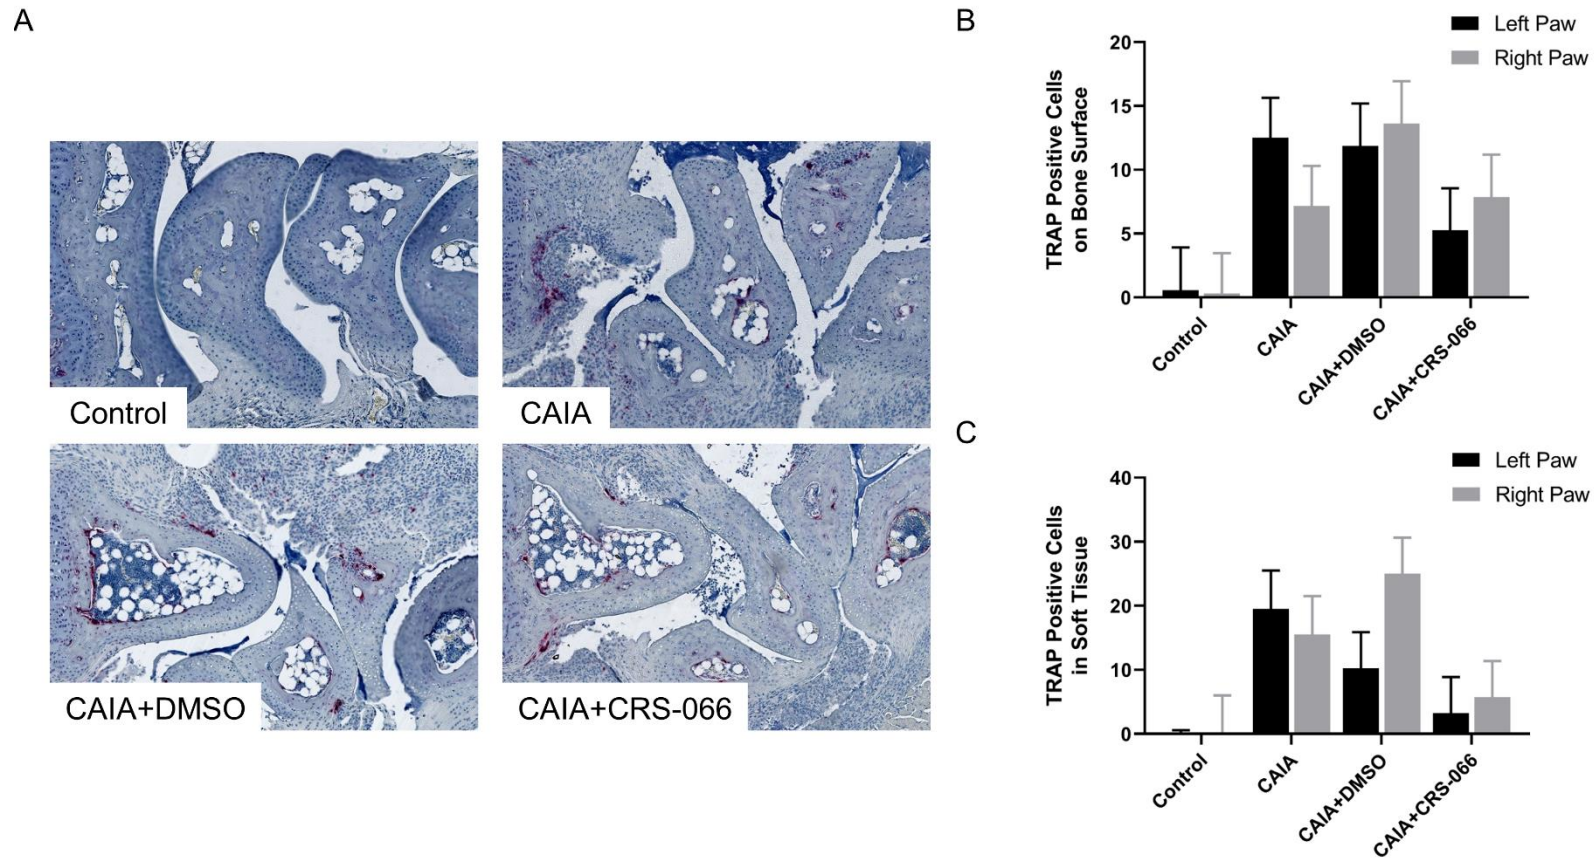 A
Control
CAIA
CAIA+DMSO
CAIA+CRS-066
B
Left Paw
Right Paw
TRAP Positive Cells
on Bone Surface
20
15
10
5
0
Control
CAIA
CAIA+DMSO
CAIA+CRS-066
C
Left Paw
Right Paw
TRAP Positive Cells
in Soft Tissue
40
30
20
10
0
Control
CAIA
CAIA+DMSO
CAIA+CRS-066